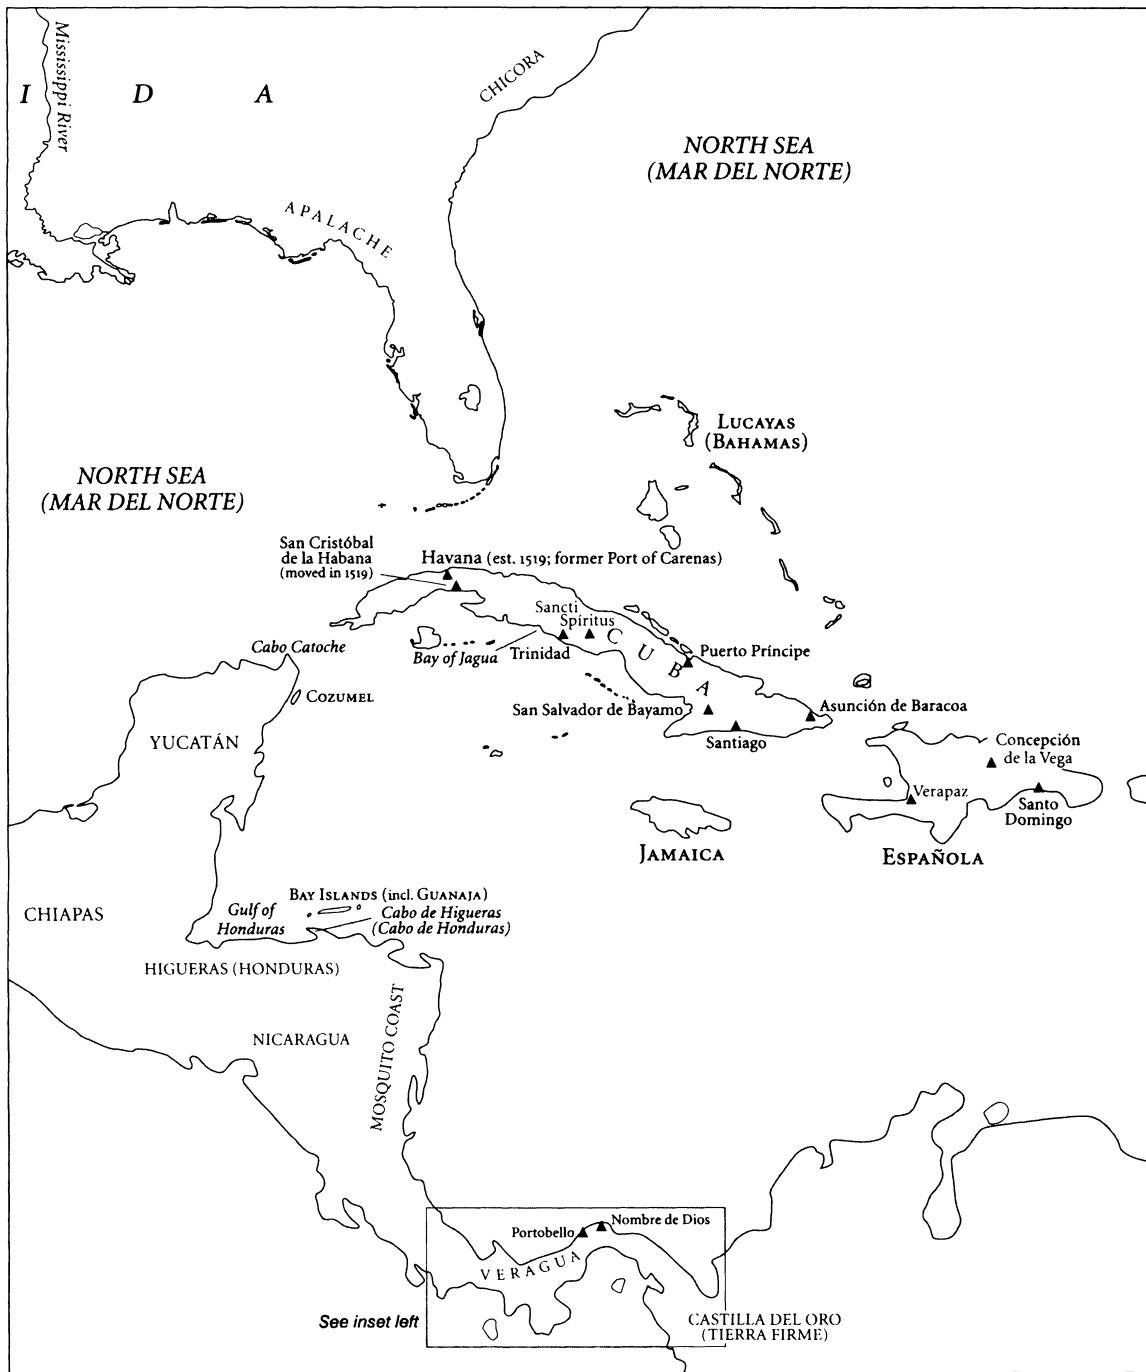 Mississippi River
I D A
CHICORA
NORTH SEA
(MAR DEL NORTE)
APALACHE
LUCAYAS
(BAHAMAS)
NORTH SEA
(MAR DEL NORTE)
San Cristóbal
de la Habana
(moved in 1519)
Havana (est. 1519; former Port of Carenas)
Sancti
Spíritus
CUBA
Cabo Catoche
Bay of Jagua
Trinidad
Puerto Príncipe
COZUMEL
San Salvador de Bayamo
Asunción de Baracoa
YUCATÁN
Santiago
Concepción
de la Vega
Verapaz
Santo
Domingo
JAMAICA
ESPAÑOLA
BAY ISLANDS (incl. GUANAJA)
CHIAPAS
Gulf of
Honduras
Cabo de Higueras
(Cabo de Honduras)
HIGUERAS (HONDURAS)
NICARAGUA
MOSQUITO COAST
Portobello
Nombre de Dios
VERAGUA
See inset left
CASTILLA DEL ORO
(TIERRA FIRME)